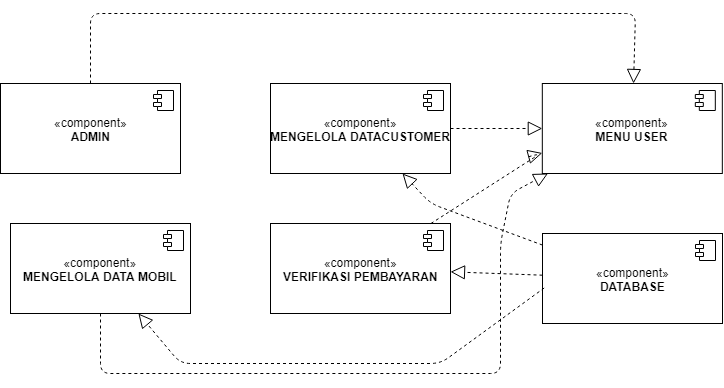 «component»
ADMIN
«component»
MENGELOLA DATACUSTOMER
«component»
MENU USER
«component»
MENGELOLA DATA MOBIL
«component»
VERIFIKASI PEMBAYARAN
«component»
DATABASE